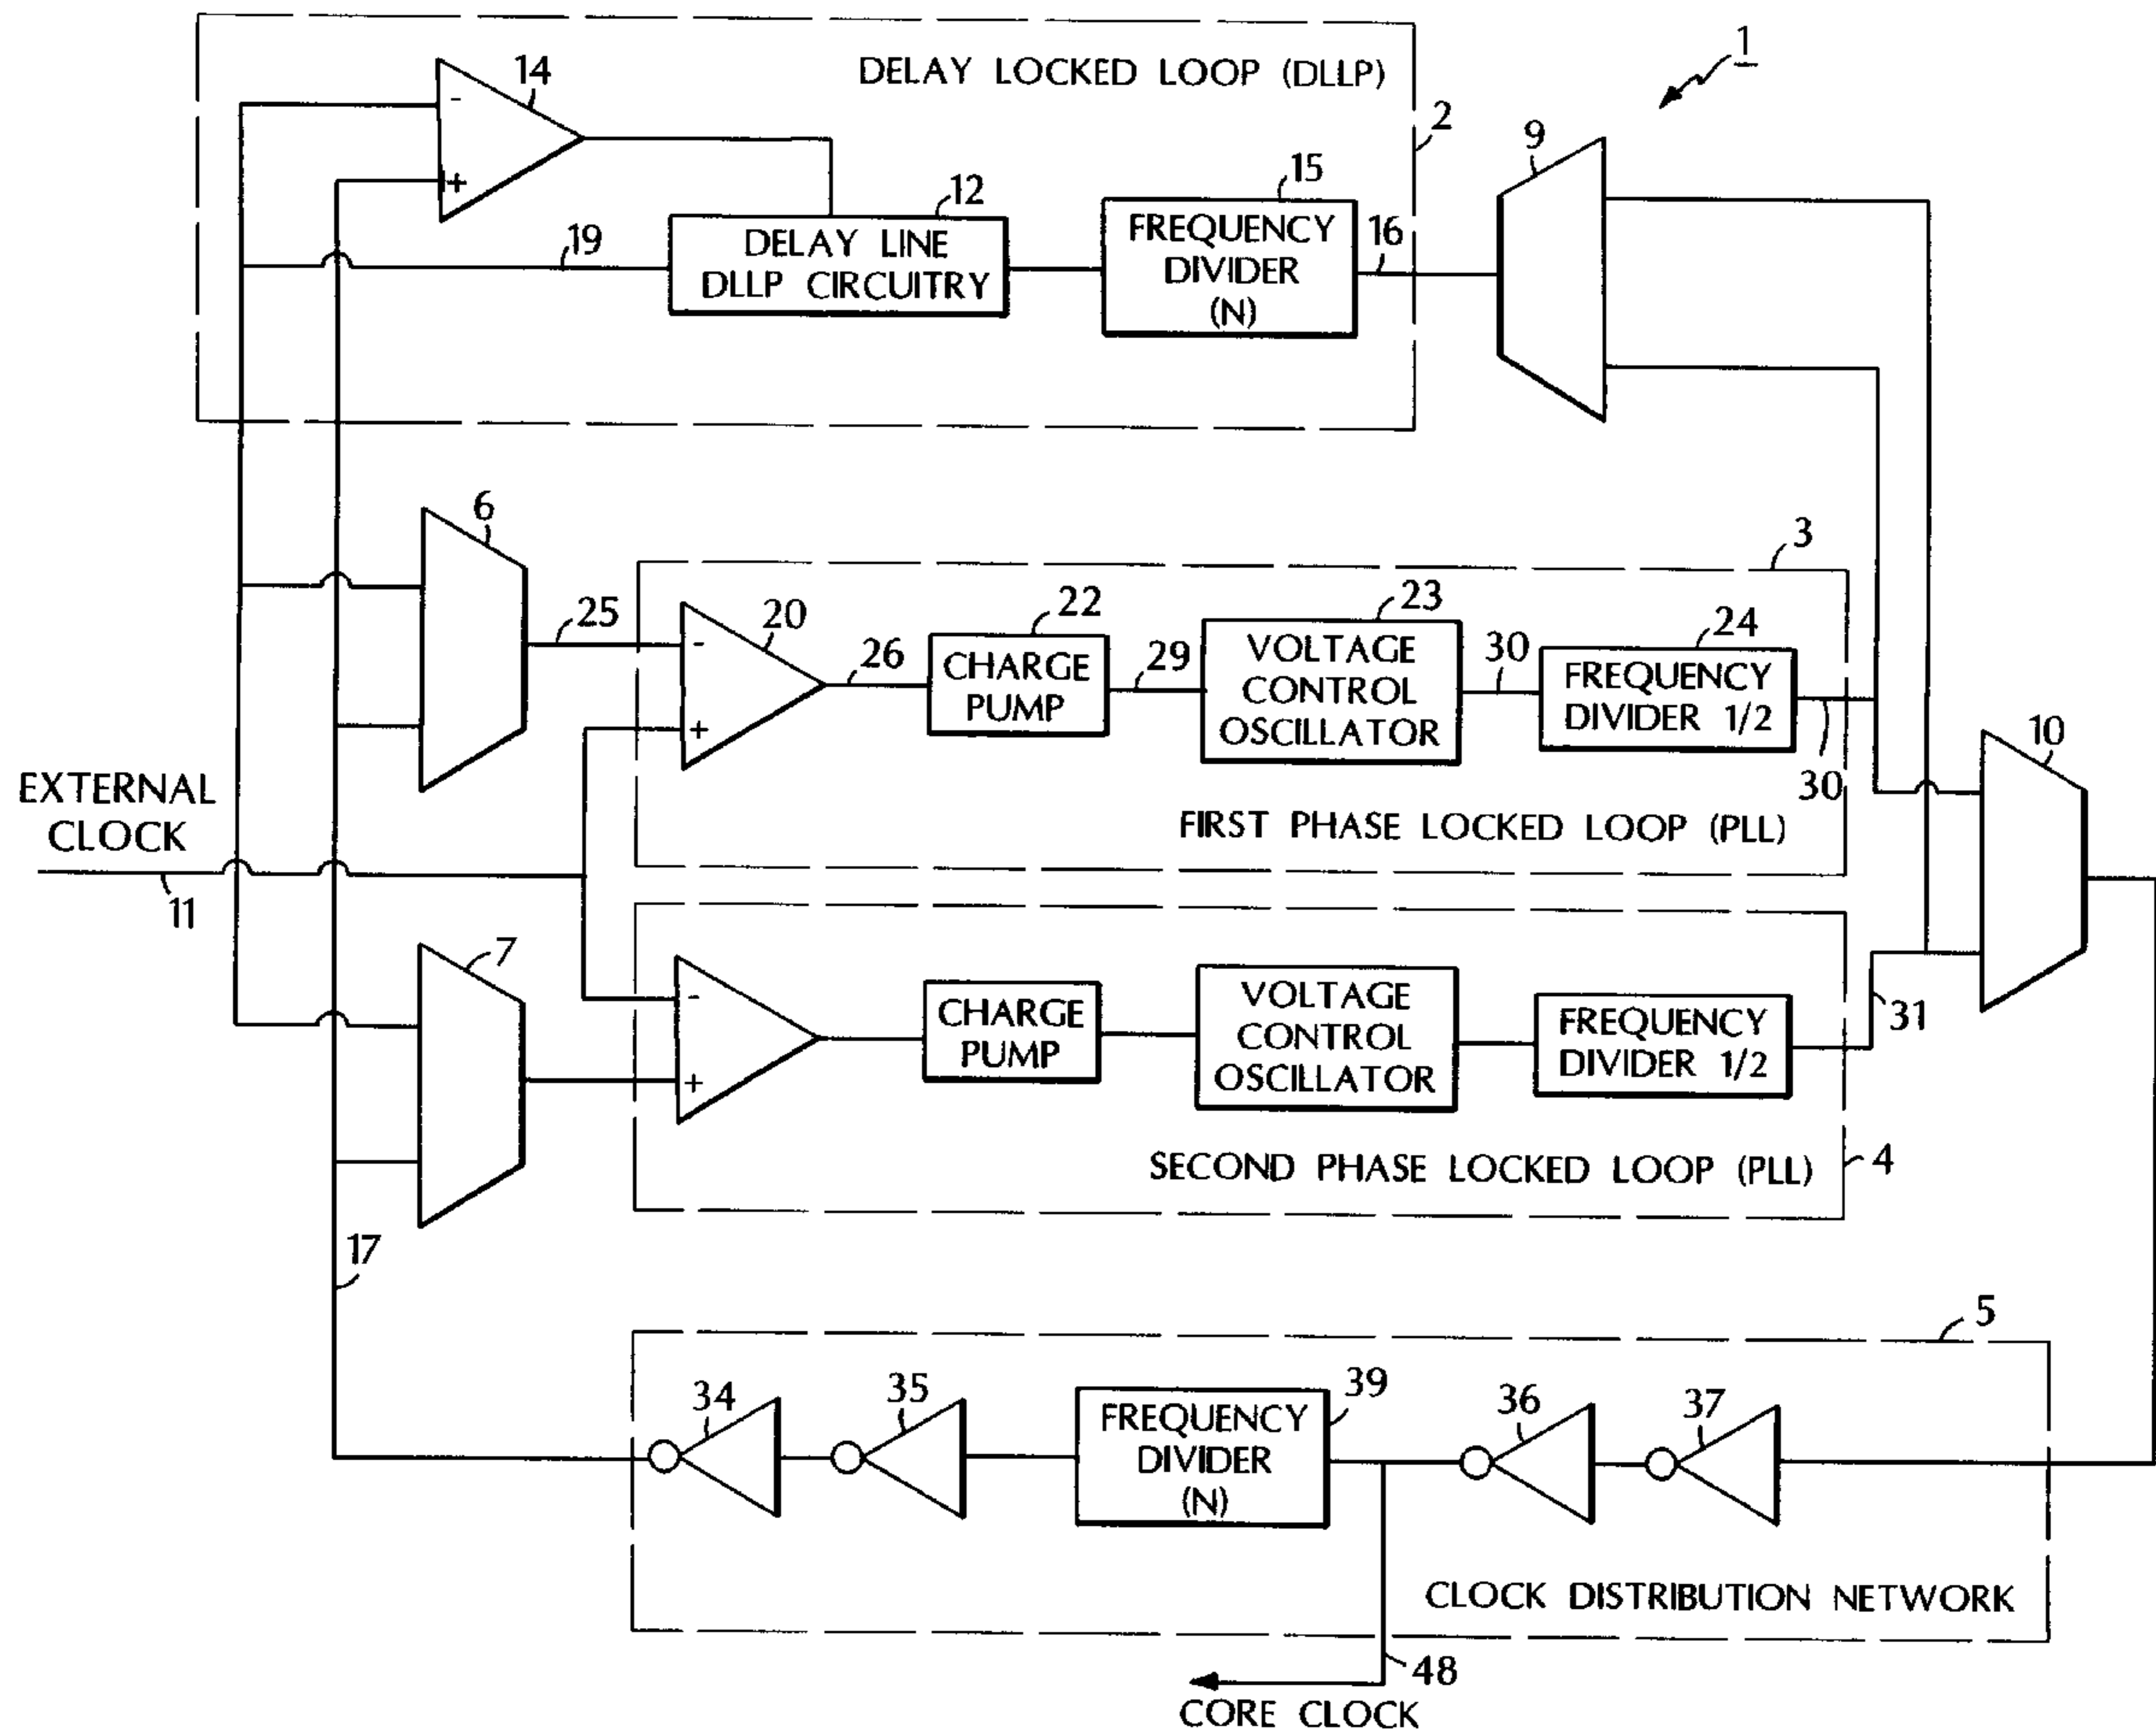 1
DELAY LOCKED LOOP (DLLP)
2
14
-
+
9
15
12
FREQUENCY
DIVIDER
(N)
16
19
DELAY LINE
DLLP CIRCUITRY
6
3
25
20
-
+
26
22
CHARGE
PUMP
29
23
VOLTAGE
CONTROL
OSCILLATOR
30
24
FREQUENCY
DIVIDER 1/2
30
10
EXTERNAL
CLOCK
11
FIRST PHASE LOCKED LOOP (PLL)
7
-
+
CHARGE
PUMP
VOLTAGE
CONTROL
OSCILLATOR
FREQUENCY
DIVIDER 1/2
31
SECOND PHASE LOCKED LOOP (PLL)
4
17
5
34
35
FREQUENCY
DIVIDER
(N)
39
36
37
CLOCK DISTRIBUTION NETWORK
48
CORE CLOCK